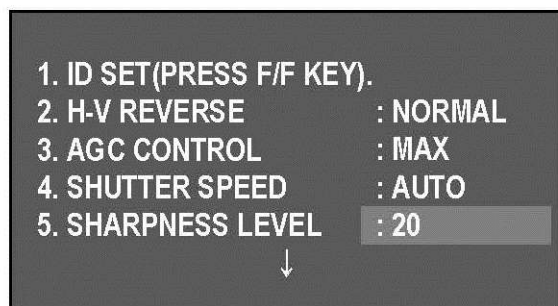 1. ID SET(PRESS F/F KEY).
2. H-V REVERSE : NORMAL
3. AGC CONTROL : MAX
4. SHUTTER SPEED : AUTO
5. SHARPNESS LEVEL : 20
↓